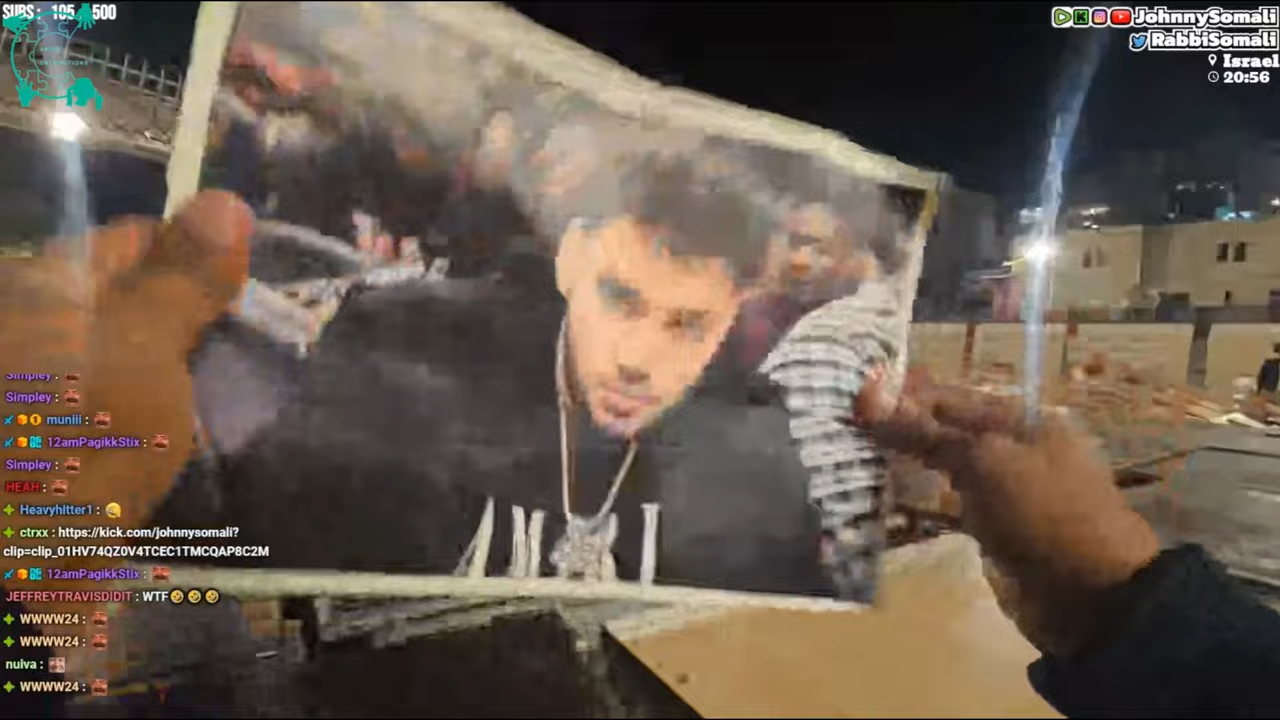 SUBS: 105 500
JohnnySomali
RabbiSomali
Israel
20:56
Simpley :
Simpley :
muniii :
12amPagikkStix :
Simpley :
HEAH :
Heavyhitter1 :
ctrxx : https://kick.com/johnnysomali?
clip=clip_01HV74QZ0V4TCEC1TMCQAP8C2M
12amPagikkStix :
JEFFREYTRAVISDIDIT : WTF
WWWW24 :
WWWW24 :
nuiva :
WWWW24 :